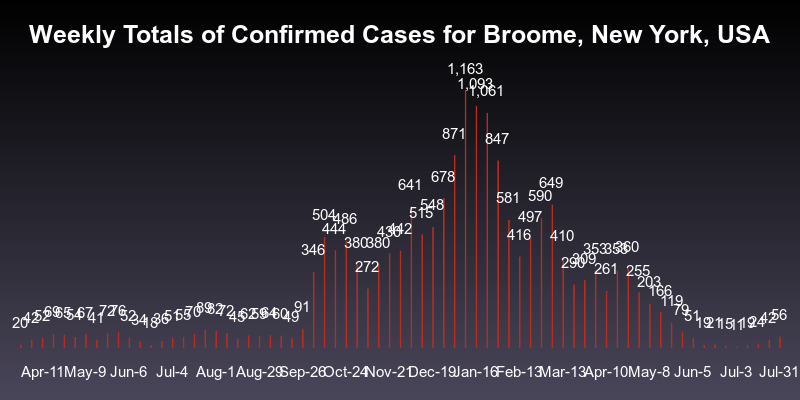 Weekly Totals of Confirmed Cases for Broome, New York, USA
1,163
1,093
1,061
871 847
678
641 649
581 590
548
515
504 486 497
444 430 442 410 416
380 380
346 353 353 360
272 290 309 261 255
203
166
119
91
20 42 52 69 65 54 67 41 72 76 52 34 18 36 51 55 70 89 82 72 45 62 59 64 60 49 79 51 19 21 15 11 12 24 42 56
Apr-11 May-9 Jun-6 Jul-4 Aug-1 Aug-29 Sep-26 Oct-24 Nov-21 Dec-19 Jan-16 Feb-13 Mar-13 Apr-10 May-8 Jun-5 Jul-3 Jul-31